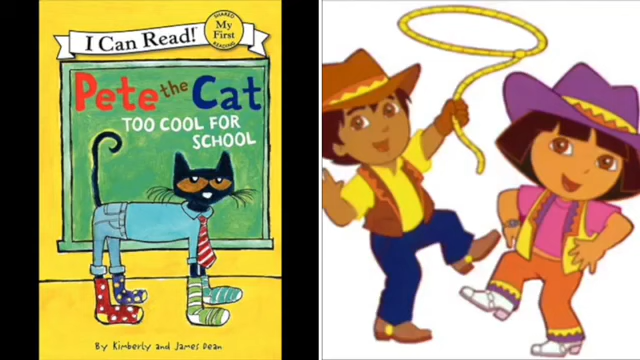 I Can Read!
SHARED
My
First
READING
Pete the Cat
TOO COOL FOR
SCHOOL
By Kimberly and James Dean